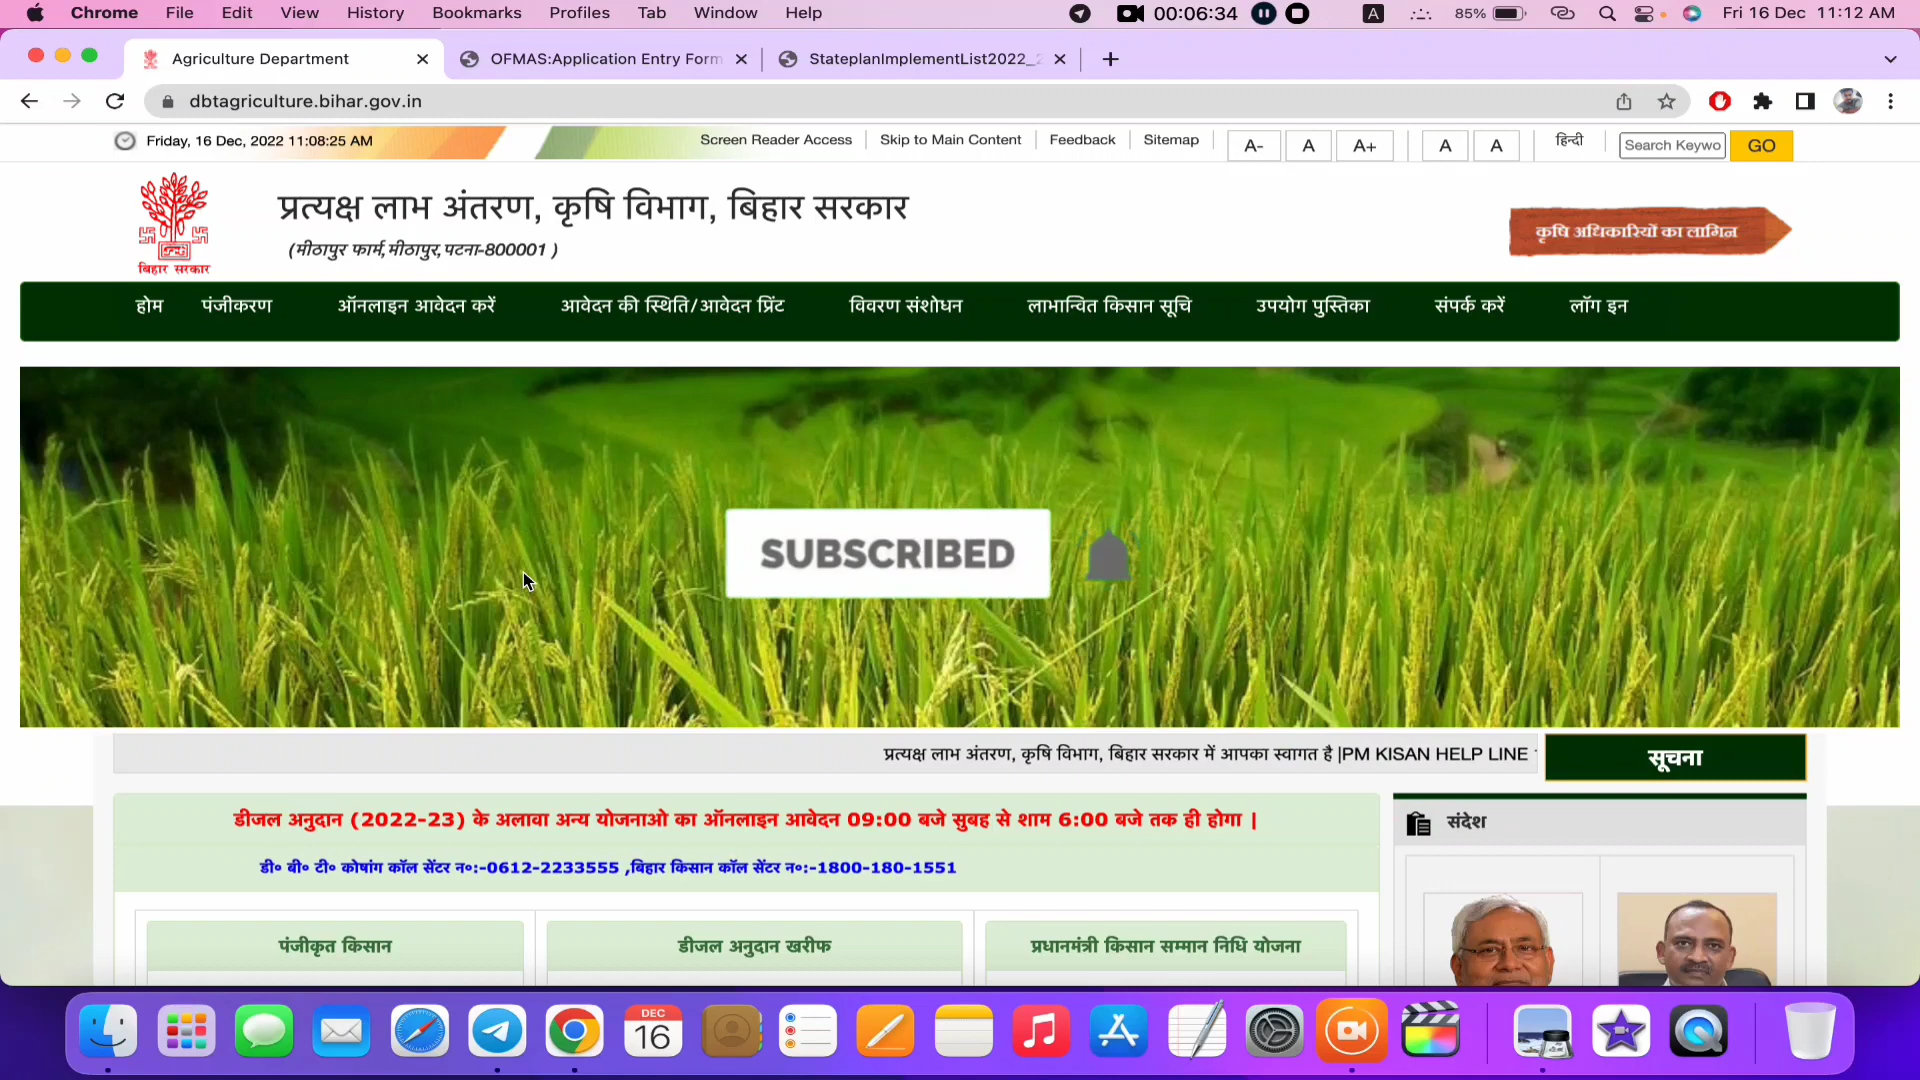 Chrome File Edit View History Bookmarks Profiles Tab Window Help 00:06:34 A 85% Fri 16 Dec 11:12 AM
Agriculture Department OFMAS:Application Entry Form StateplanImplementList2022_
dbtagriculture.bihar.gov.in
Friday, 16 Dec, 2022 11:08:25 AM Screen Reader Access Skip to Main Content Feedback Sitemap A- A A+ A A हिन्दी Search Keywo GO
प्रत्यक्ष लाभ अंतरण, कृषि विभाग, बिहार सरकार
(मीठापुर फार्म,मीठापुर,पटना-800001 )
कृषि अधिकारियों का लागिन
बिहार सरकार
होम पंजीकरण ऑनलाइन आवेदन करें आवेदन की स्थिति/आवेदन प्रिंट विवरण संशोधन लाभान्वित किसान सूचि उपयोग पुस्तिका संपर्क करें लॉग इन
SUBSCRIBED
प्रत्यक्ष लाभ अंतरण, कृषि विभाग, बिहार सरकार में आपका स्वागत है |PM KISAN HELP LINE
सूचना
डीजल अनुदान (2022-23) के अलावा अन्य योजनाओ का ऑनलाइन आवेदन 09:00 बजे सुबह से शाम 6:00 बजे तक ही होगा |
संदेश
डी० बी० टी० कोषांग कॉल सेंटर न०:-0612-2233555 ,बिहार किसान कॉल सेंटर न०:-1800-180-1551
पंजीकृत किसान डीजल अनुदान खरीफ प्रधानमंत्री किसान सम्मान निधि योजना
DEC
16